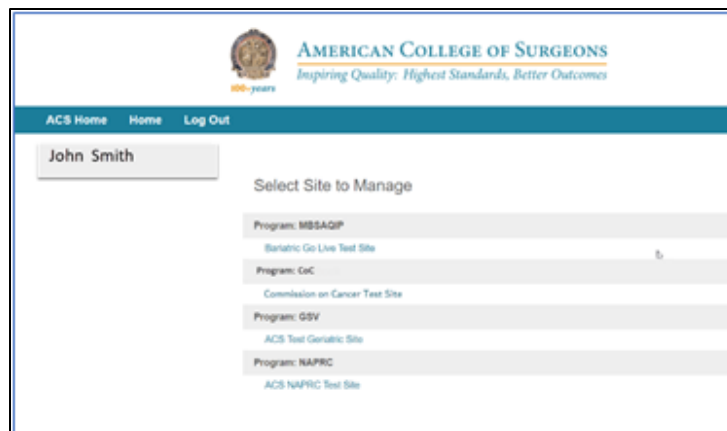 AMERICAN COLLEGE OF SURGEONS
Inspiring Quality: Highest Standards, Better Outcomes
100+years
ACS Home Home Log Out
John Smith
Select Site to Manage
Program: MBSAQIP
Bariatric Go Live Test Site
Program: CoC
Commission on Cancer Test Site
Program: GSV
ACS Test Geriatric Site
Program: NAPRC
ACS NAPRC Test Site